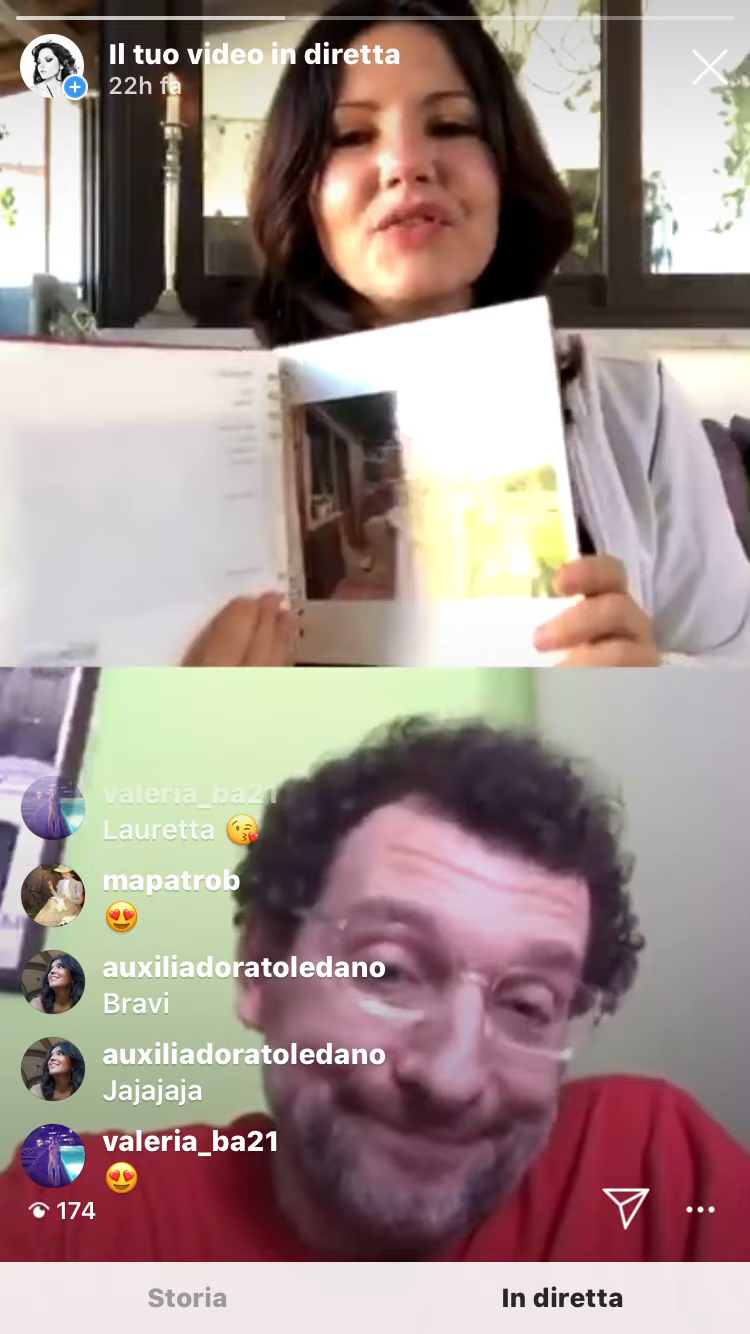 Il tuo video in diretta
22h fa
valeria_ba21
Lauretta 😘
mapatrob
😍
auxiliadoratoledano
Bravi
auxiliadoratoledano
Jajajaja
valeria_ba21
😍
174
Storia
In diretta